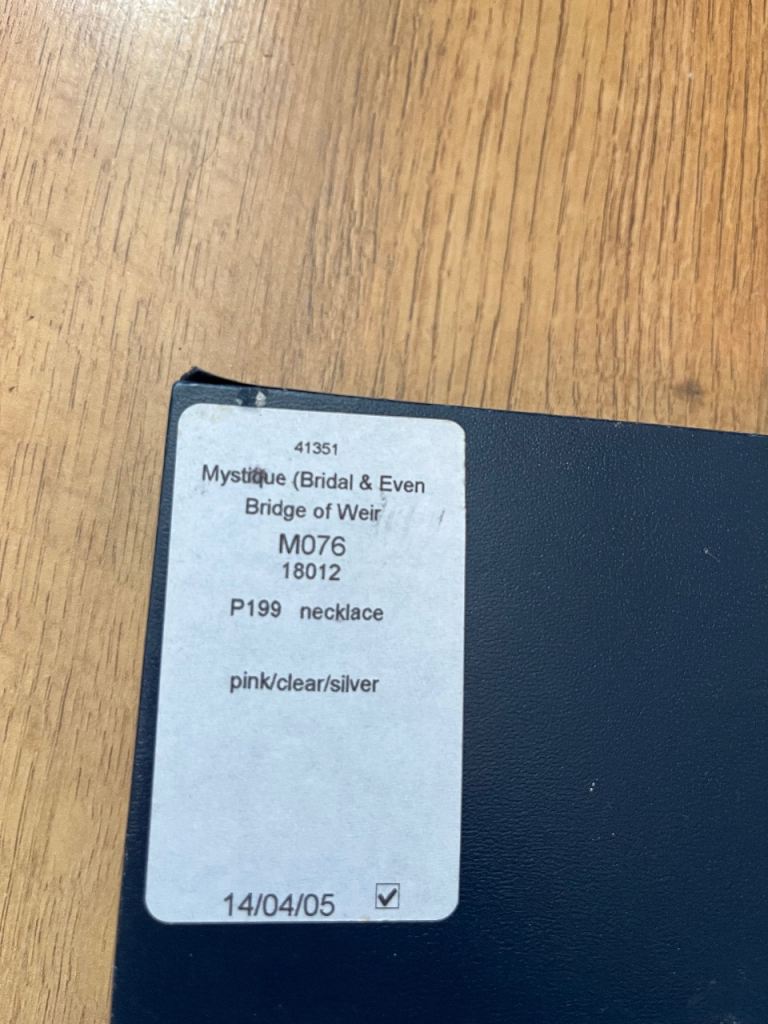 41351
Mystique (Bridal & Even
Bridge of Weir
M076
18012
P199 necklace
pink/clear/silver
14/04/05